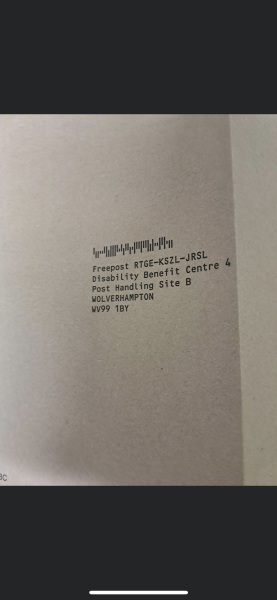 Freepost RTGE-KSZL-JRSL
Disability Benefit Centre 4
Post Handling Site B
WOLVERHAMPTON
WV99 1BY